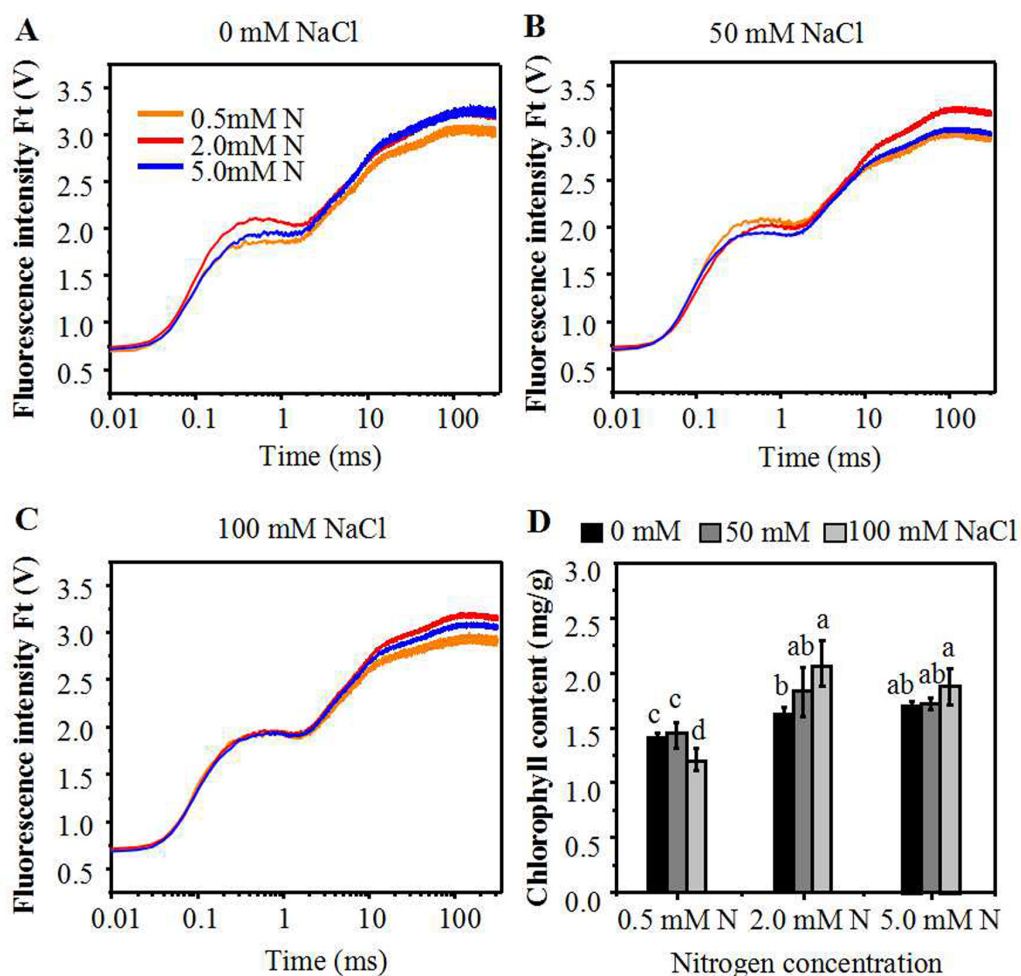 A
0 mM NaCl
Fluorescence intensity Ft (V)
3.5
3.0
2.5
2.0
1.5
1.0
0.5
0.5mM N
2.0mM N
5.0mM N
0.01 0.1 1 10 100
Time (ms)
B
50 mM NaCl
Fluorescence intensity Ft (V)
3.5
3.0
2.5
2.0
1.5
1.0
0.5
0.01 0.1 1 10 100
Time (ms)
C
100 mM NaCl
Fluorescence intensity Ft (V)
3.5
3.0
2.5
2.0
1.5
1.0
0.5
0.01 0.1 1 10 100
Time (ms)
D
0 mM 50 mM 100 mM NaCl
Chlorophyll content (mg/g)
3.0
2.5
2.0
1.5
1.0
0.5
0.0
c c d
b ab a
ab ab a
0.5 mM N 2.0 mM N 5.0 mM N
Nitrogen concentration